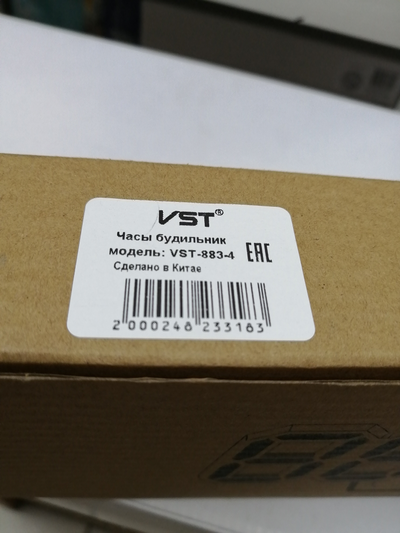 VST®
Часы будильник
модель: VST-883-4
EAC
Сделано в Китае
2 000248 233183